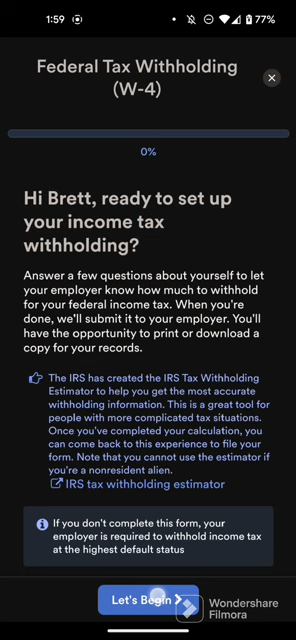 1:59
77%
Federal Tax Withholding
(W-4)
0%
Hi Brett, ready to set up
your income tax
withholding?
Answer a few questions about yourself to let
your employer know how much to withhold
for your federal income tax. When you're
done, we'll submit it to your employer. You'll
have the opportunity to print or download a
copy for your records.
The IRS has created the IRS Tax Withholding
Estimator to help you get the most accurate
withholding information. This is a great tool for
people with more complicated tax situations.
Once you've completed your calculation, you
can come back to this experience to file your
form. Note that you cannot use the estimator if
you're a nonresident alien.
IRS tax withholding estimator
If you don't complete this form, your
employer is required to withhold income tax
at the highest default status
Let's Begin
Wondershare
Filmora